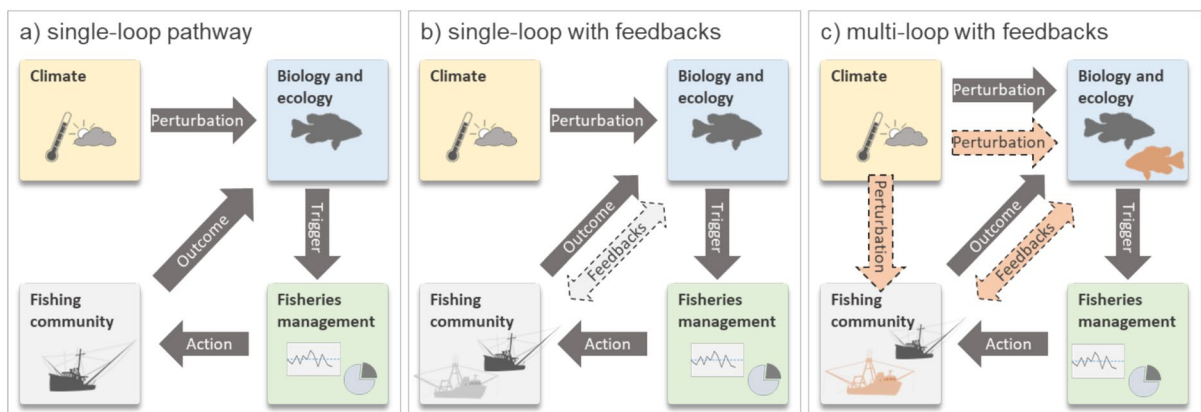 a) single-loop pathway
Climate
Perturbation
Biology and
ecology
Trigger
Fisheries
management
Action
Fishing
community
Outcome
b) single-loop with feedbacks
Climate
Perturbation
Biology and
ecology
Trigger
Fisheries
management
Action
Fishing
community
Outcome
Feedbacks
c) multi-loop with feedbacks
Climate
Perturbation
Perturbation
Perturbation
Biology and
ecology
Trigger
Fisheries
management
Action
Fishing
community
Outcome
Feedbacks